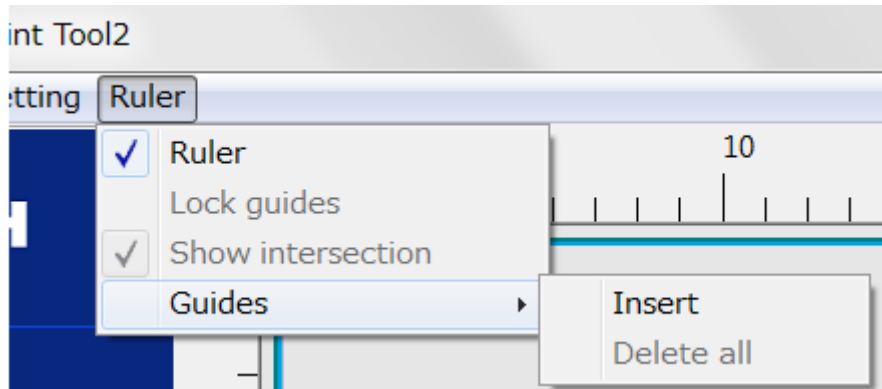 int Tool2
etting Ruler
Ruler
10
Lock guides
Show intersection
Guides
Insert
Delete all